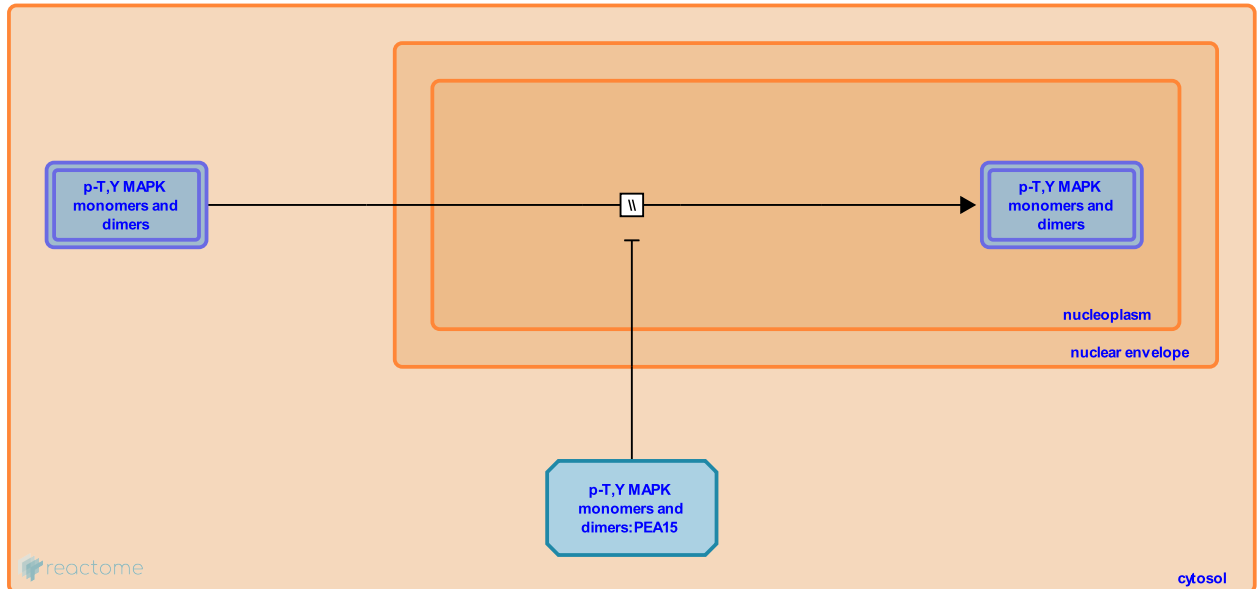 p-T,Y MAPK
monomers and
dimers
\\
p-T,Y MAPK
monomers and
dimers
nucleoplasm
nuclear envelope
p-T,Y MAPK
monomers and
dimers:PEA15
reactome
cytosol